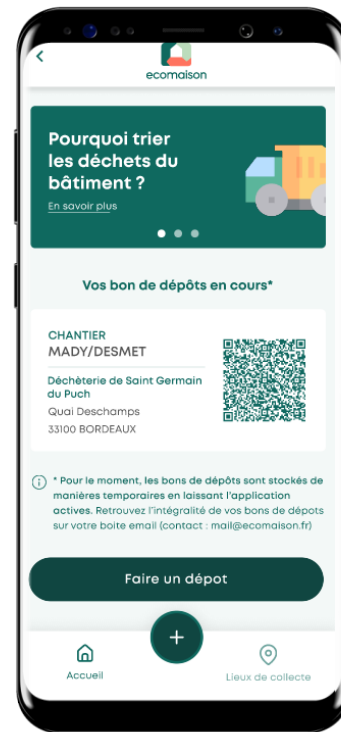 ecomaison
Pourquoi trier
les déchets du
bâtiment ?
En savoir plus
Vos bon de dépôts en cours*
CHANTIER
MADY/DESMET
Déchèterie de Saint Germain
du Puch
Quai Deschamps
33100 BORDEAUX
* Pour le moment, les bons de dépôts sont stockés de
manières temporaires en laissant l'application
actives. Retrouvez l'intégralité de vos bons de dépots
sur votre boite email (contact : mail@ecomaison.fr)
Faire un dépot
Accueil
Lieux de collecte